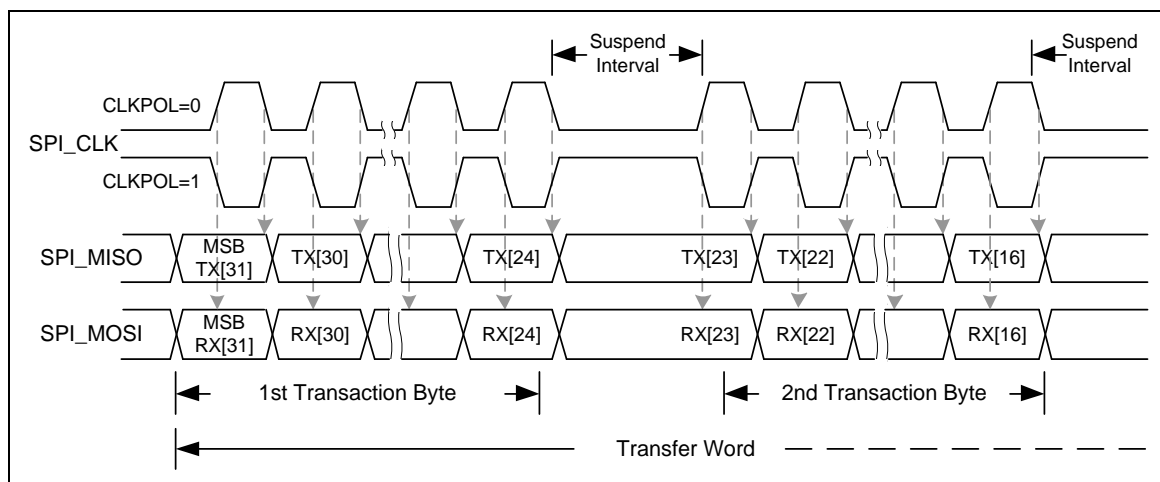 Suspend
Interval
Suspend
Interval
CLKPOL=0
SPI_CLK
CLKPOL=1
SPI_MISO
MSB
TX[31]
TX[30]
TX[24]
TX[23]
TX[22]
TX[16]
SPI_MOSI
MSB
RX[31]
RX[30]
RX[24]
RX[23]
RX[22]
RX[16]
1st Transaction Byte
2nd Transaction Byte
Transfer Word